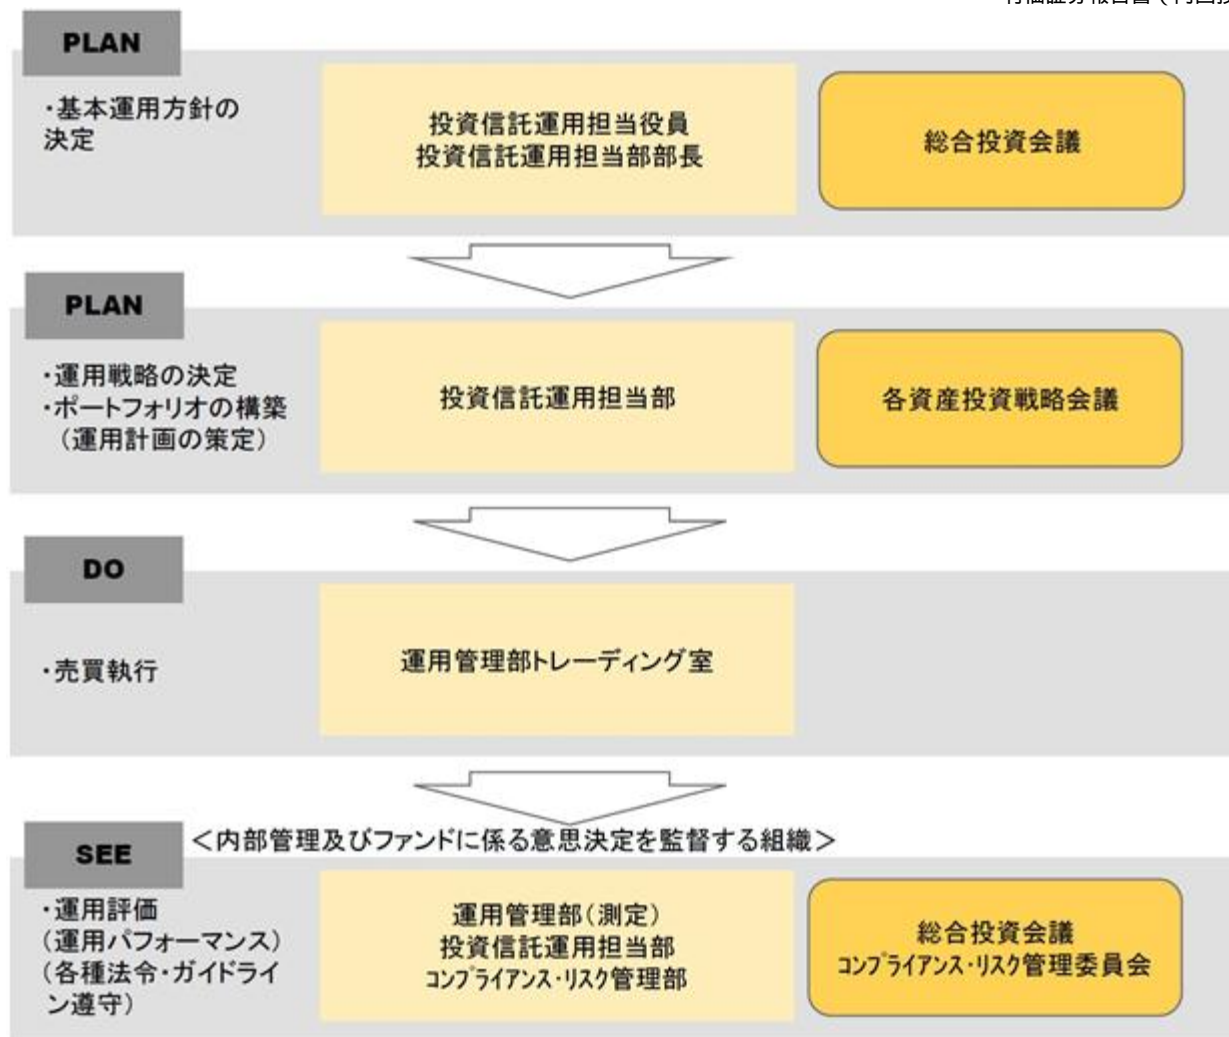 PLAN
・基本運用方針の
決定
投資信託運用担当役員
投資信託運用担当部部長
総合投資会議
PLAN
・運用戦略の決定
・ポートフォリオの構築
（運用計画の策定）
投資信託運用担当部
各資産投資戦略会議
DO
・売買執行
運用管理部トレーディング室
＜内部管理及びファンドに係る意思決定を監督する組織＞
SEE
・運用評価
（運用パフォーマンス）
（各種法令・ガイドライ
ン遵守）
運用管理部（測定）
投資信託運用担当部
ｺﾝﾌﾟﾗｲｱﾝｽ・ﾘｽｸ管理部
総合投資会議
ｺﾝﾌﾟﾗｲｱﾝｽ・ﾘｽｸ管理委員会